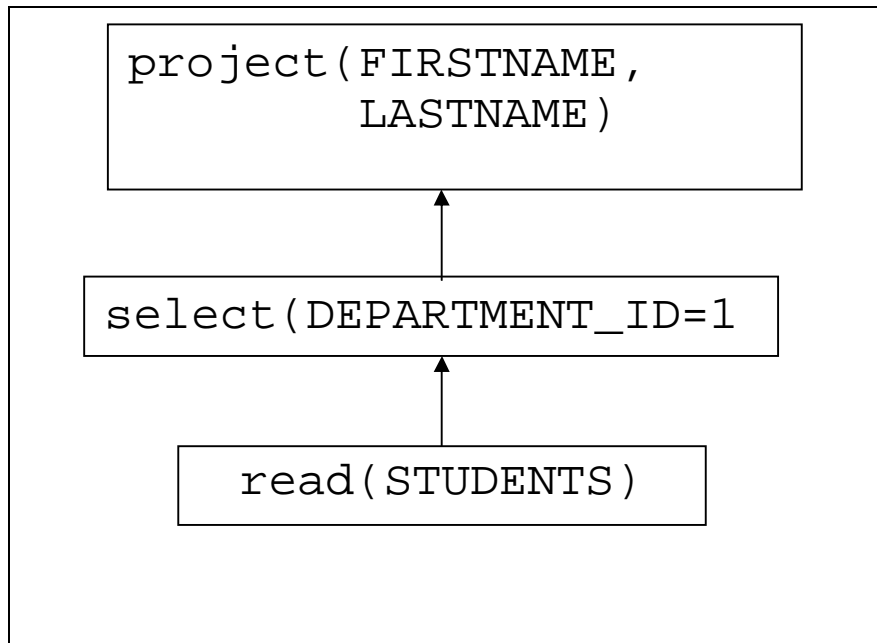 project(FIRSTNAME,
LASTNAME)
select(DEPARTMENT_ID=1
read(STUDENTS)